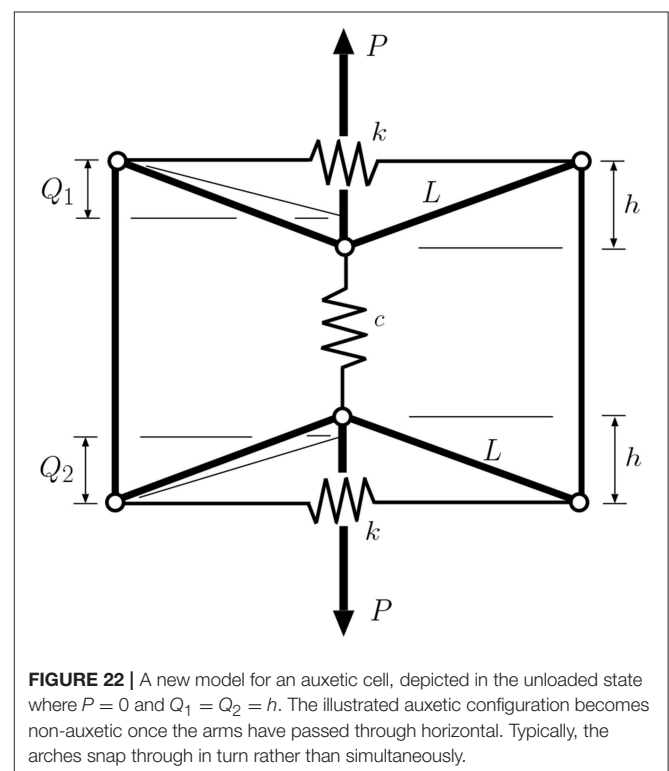 P
k
Q1
L
h
c
Q2
L
h
k
P
FIGURE 22 | A new model for an auxetic cell, depicted in the unloaded state
where P = 0 and Q1 = Q2 = h. The illustrated auxetic configuration becomes
non-auxetic once the arms have passed through horizontal. Typically, the
arches snap through in turn rather than simultaneously.